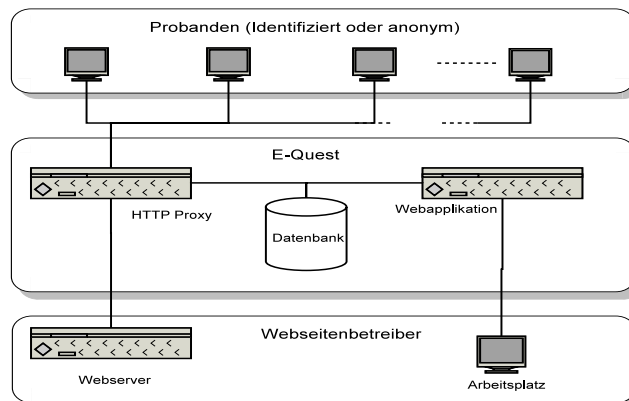 Probanden (Identifiziert oder anonym)
E-Quest
HTTP Proxy
Datenbank
Webapplikation
Webseitenbetreiber
Webserver
Arbeitsplatz